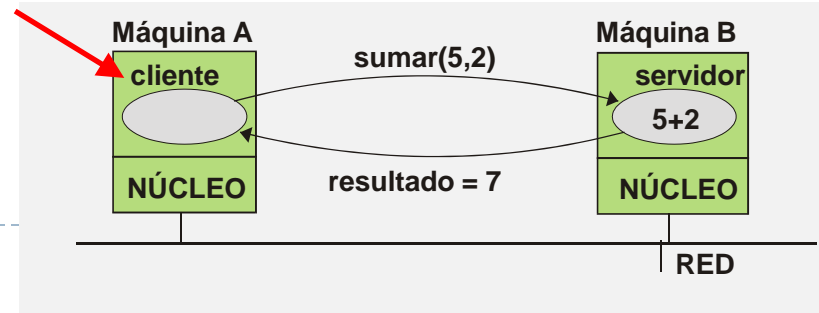 Máquina A
cliente
NÚCLEO
sumar(5,2)
resultado = 7
Máquina B
servidor
5+2
NÚCLEO
RED